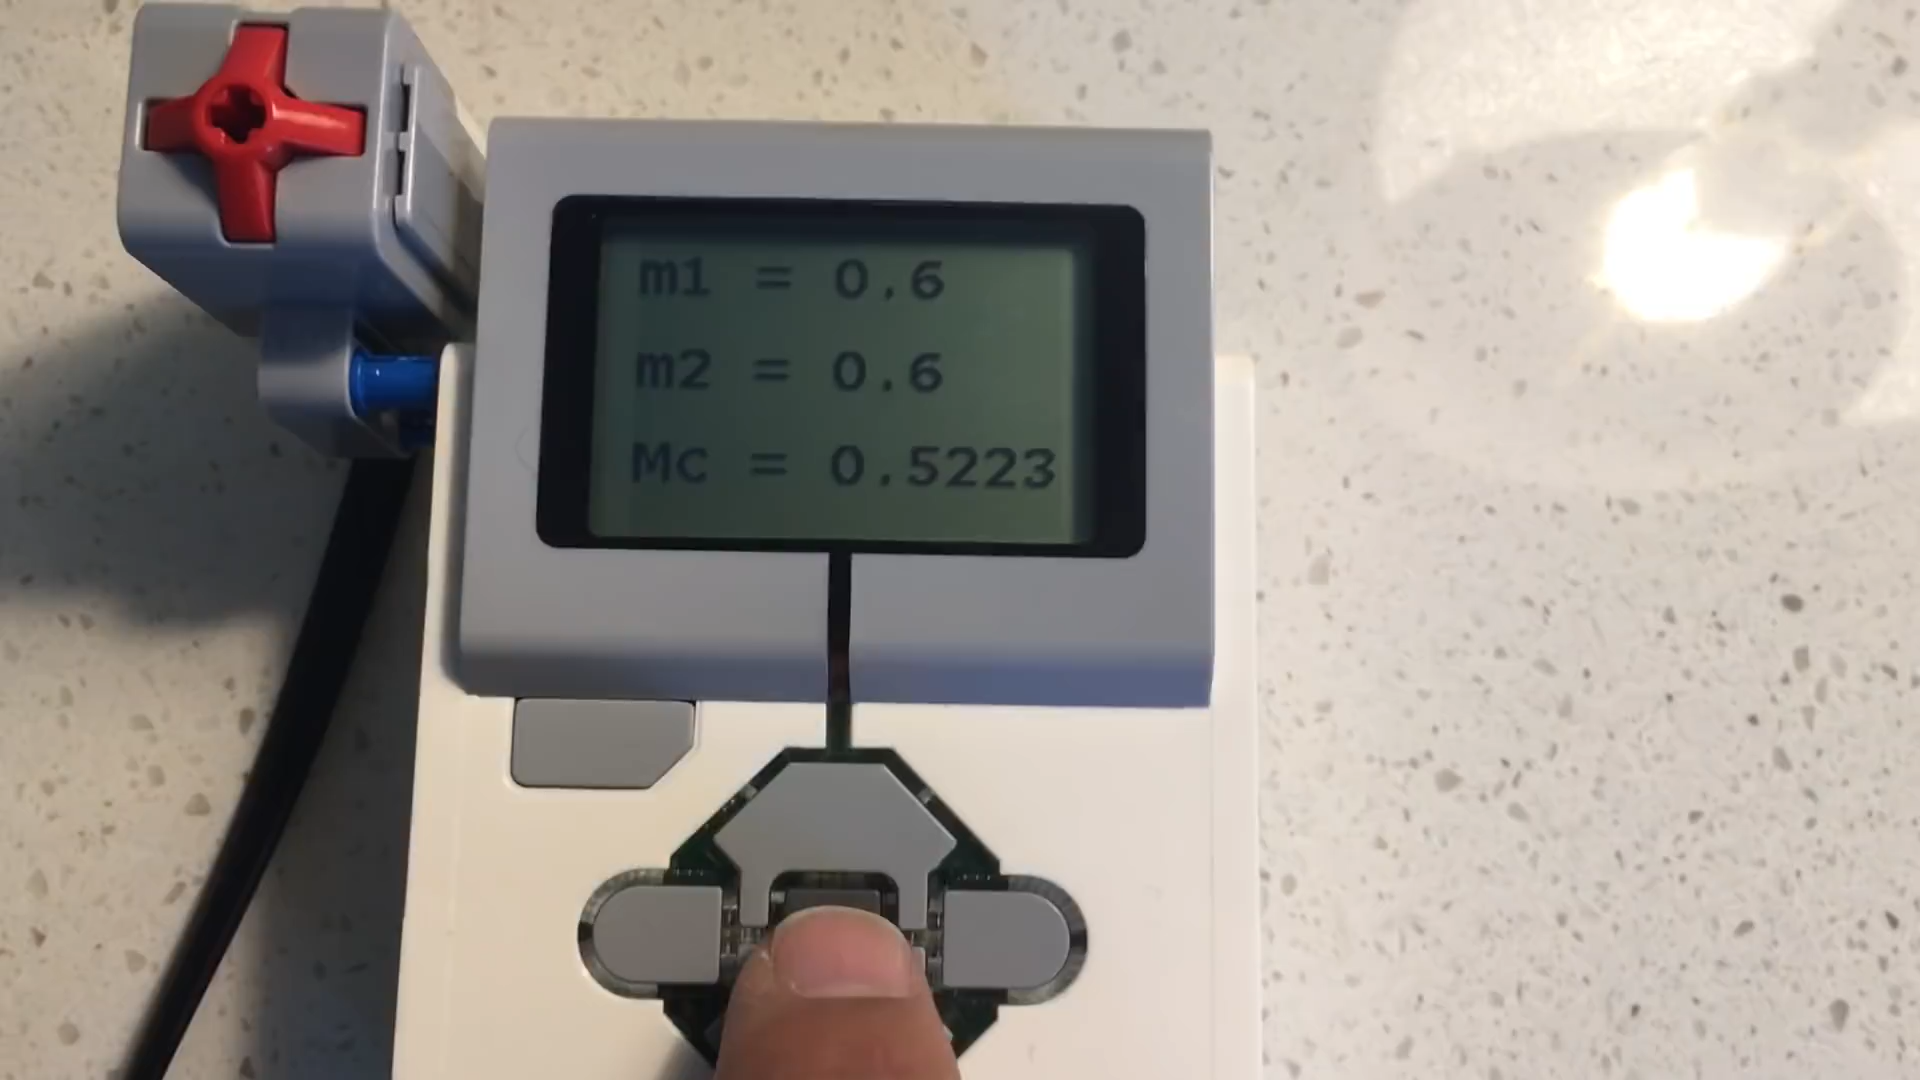 m1 = 0.6
m2 = 0.6
Mc = 0.5223